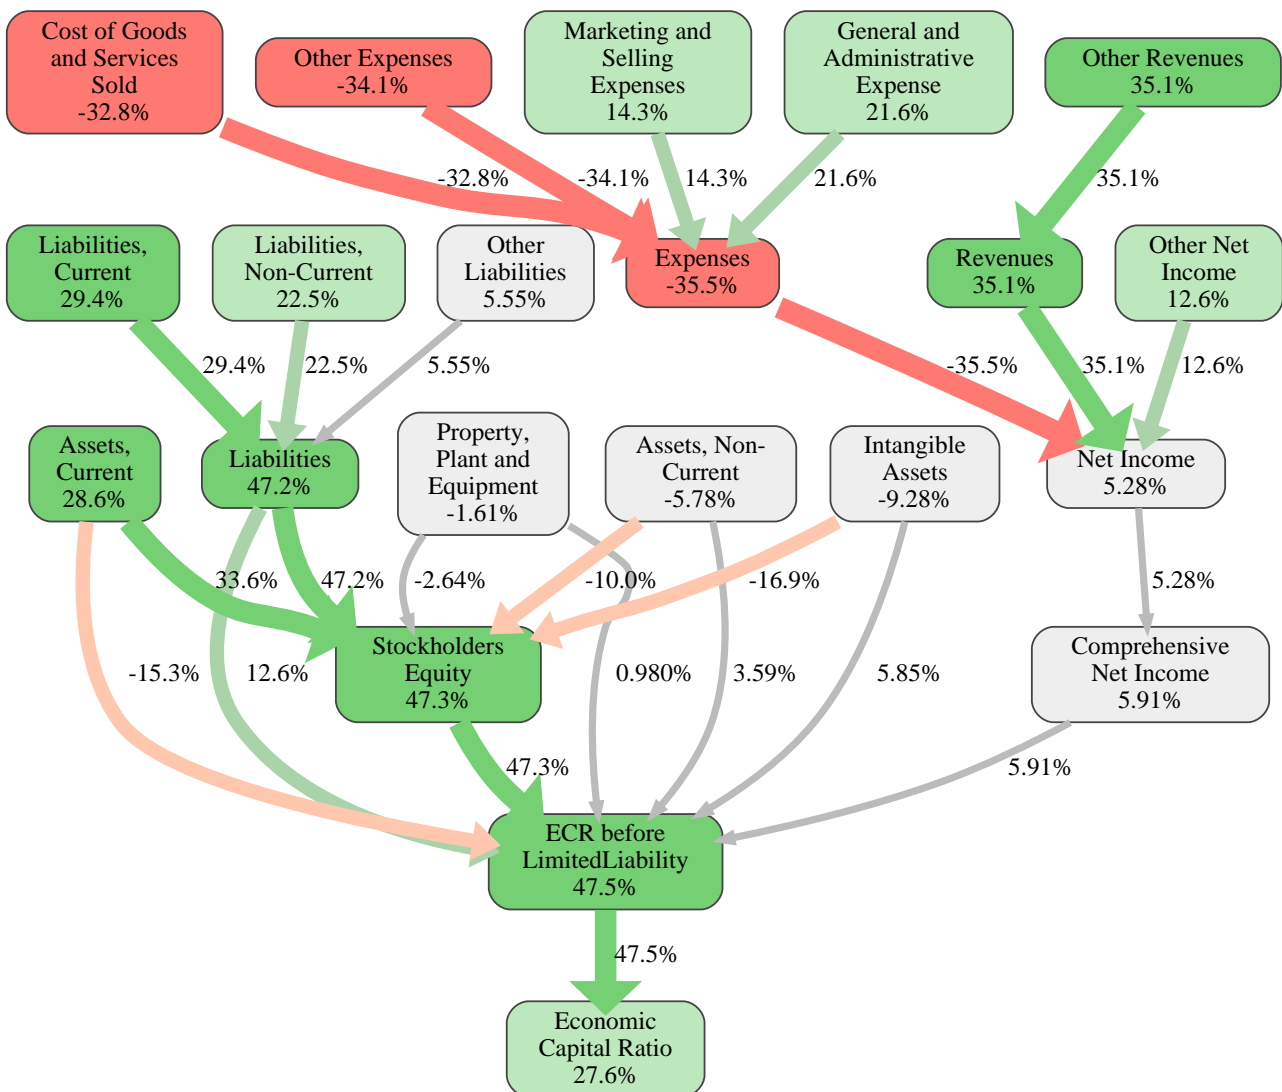 Cost of Goods
and Services
Sold
-32.8%
Other Expenses
-34.1%
Marketing and
Selling
Expenses
14.3%
General and
Administrative
Expense
21.6%
Other Revenues
35.1%
-32.8%
-34.1%
14.3%
21.6%
35.1%
Liabilities,
Current
29.4%
Liabilities,
Non-Current
22.5%
Other
Liabilities
5.55%
Expenses
-35.5%
Revenues
35.1%
Other Net
Income
12.6%
29.4%
22.5%
5.55%
-35.5%
35.1%
12.6%
Assets,
Current
28.6%
Liabilities
47.2%
Property,
Plant and
Equipment
-1.61%
Assets, Non-
Current
-5.78%
Intangible
Assets
-9.28%
Net Income
5.28%
33.6%
47.2%
-2.64%
-10.0%
-16.9%
5.28%
Stockholders
Equity
47.3%
Comprehensive
Net Income
5.91%
-15.3%
12.6%
0.980%
3.59%
5.85%
47.3%
5.91%
ECR before
LimitedLiability
47.5%
47.5%
Economic
Capital Ratio
27.6%